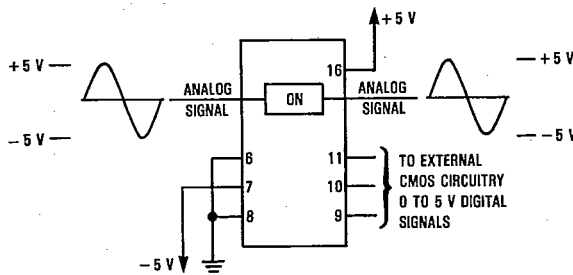 +5 V
16
+5 V
ANALOG
SIGNAL
ON
ANALOG
SIGNAL
+5 V
-5 V
-5 V
6
7
8
11
10
9
TO EXTERNAL
CMOS CIRCUITRY
0 TO 5 V DIGITAL
SIGNALS
-5 V